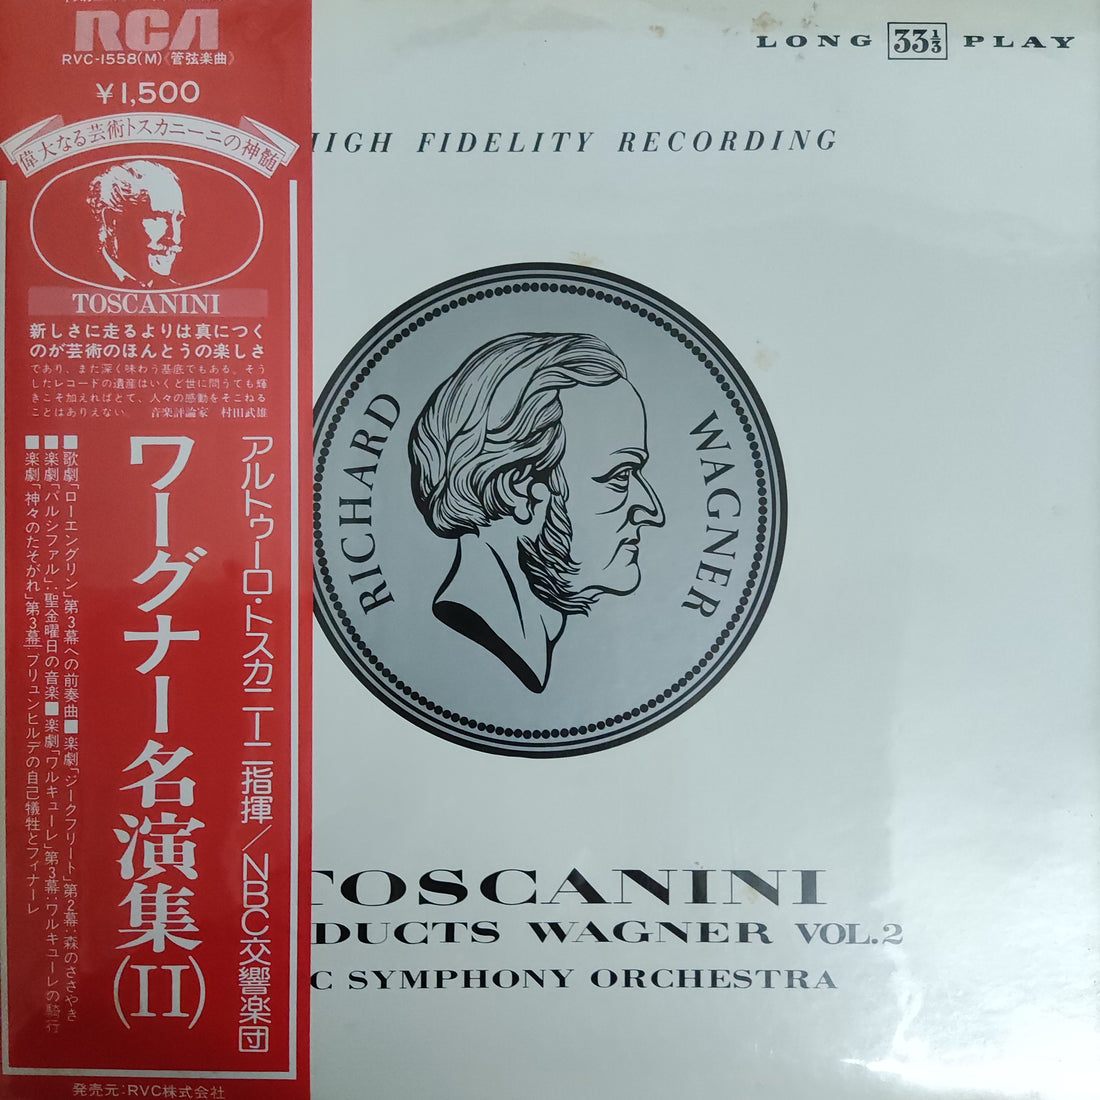 RCA
RVC-1558(M)《管弦楽曲》
¥1,500
偉大なる芸術トスカニーニの神髄
TOSCANINI
新しさに走るよりは真につく
のが芸術のほんとうの楽しさ
であり、また深く味わう基底でもある。そう
したレコードの遺産はいくど世に問うても輝
きこそ加えればとて、人々の感動をそこねる
ことはありえない。 音楽評論家 村田武雄
アルトゥーロ・トスカニーニ指揮/NBC交響楽団
ワーグナー名演集(II)
■歌劇「ローエングリン」第3幕への前奏曲■楽劇「ジークフリート」第2幕:森のささやき
■楽劇「パルシファル」:聖金曜日の音楽■楽劇「ワルキューレ」第3幕:ワルキューレの騎行
■楽劇「神々のたそがれ」第3幕「ブリュンヒルデの自己犠牲とフィナーレ
発売元:RVC株式会社
LONG 33⅓ PLAY
HIGH FIDELITY RECORDING
RICHARD WAGNER
TOSCANINI
DUCTS WAGNER VOL.2
C SYMPHONY ORCHESTRA